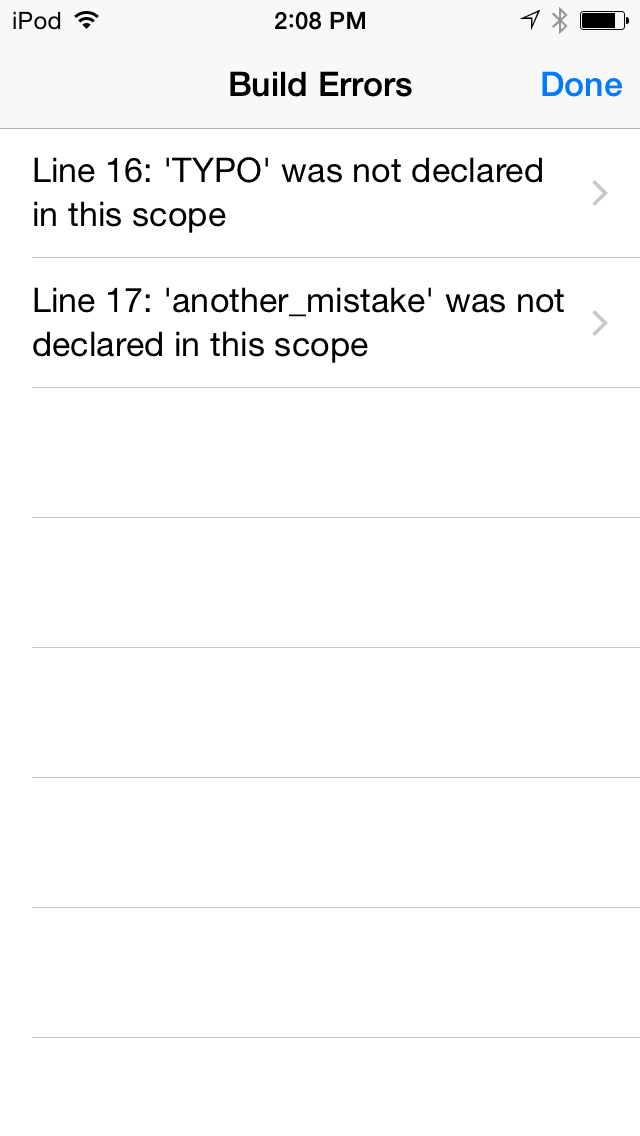 iPod 2:08 PM
Build Errors Done
Line 16: 'TYPO' was not declared
in this scope
Line 17: 'another_mistake' was not
declared in this scope